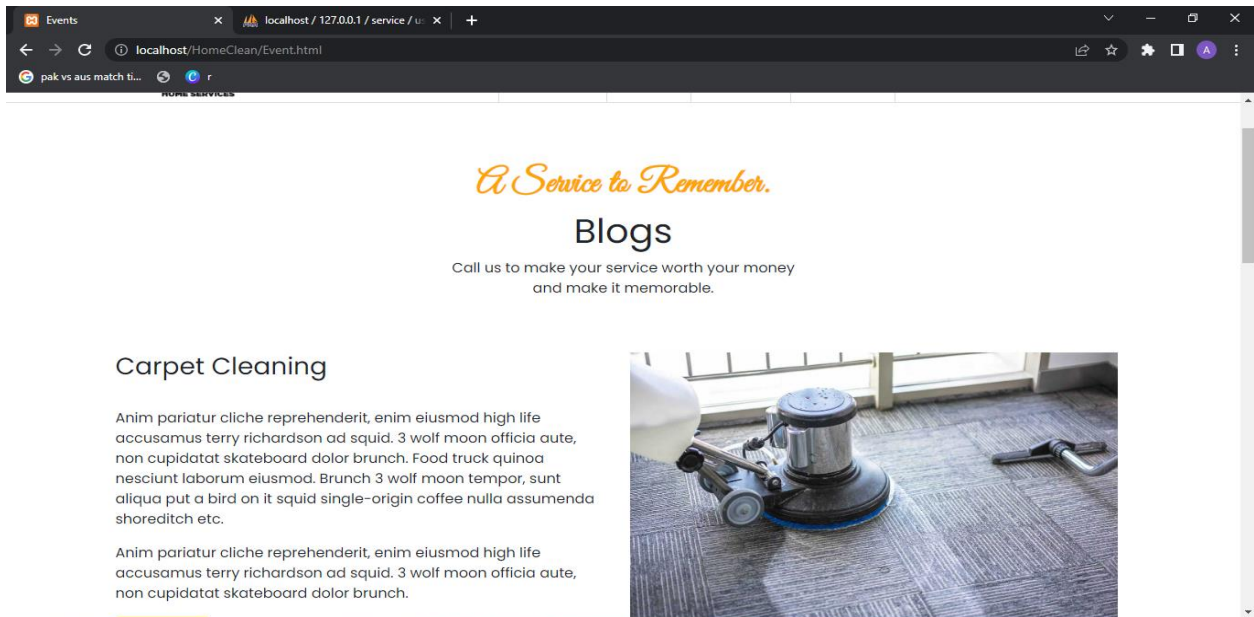 Events
localhost / 127.0.0.1 / service / u
localhost/HomeClean/Event.html
A
pak vs aus match ti...
r
HOME SERVICES
A Service to Remember.
Blogs
Call us to make your service worth your money
and make it memorable.
Carpet Cleaning
Anim pariatur cliche reprehenderit, enim eiusmod high life
accusamus terry richardson ad squid. 3 wolf moon officia aute,
non cupidatat skateboard dolor brunch. Food truck quinoa
nesciunt laborum eiusmod. Brunch 3 wolf moon tempor, sunt
aliqua put a bird on it squid single-origin coffee nulla assumenda
shoreditch etc.
Anim pariatur cliche reprehenderit, enim eiusmod high life
accusamus terry richardson ad squid. 3 wolf moon officia aute,
non cupidatat skateboard dolor brunch.